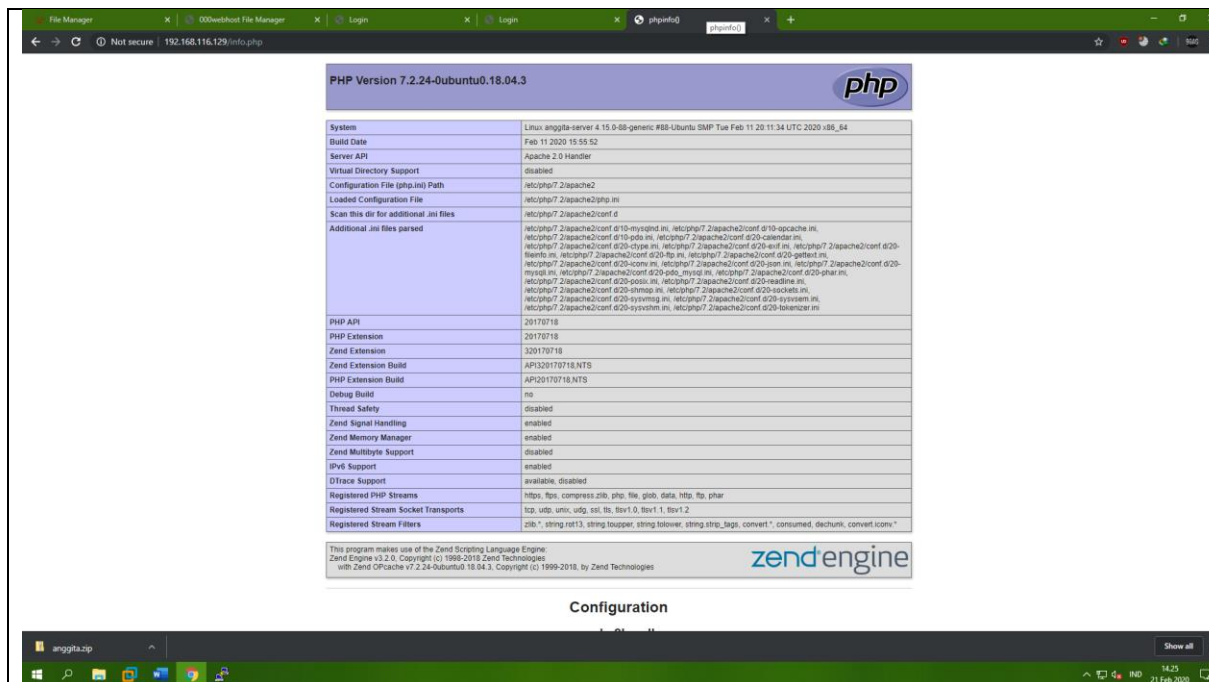 File Manager
000webhost File Manager
Login
Login
phpinfo()
phpinfo()
Not secure
192.168.116.129/info.php
PHP Version 7.2.24-0ubuntu0.18.04.3
php
System Linux anggita-server 4.15.0-88-generic #88-Ubuntu SMP Tue Feb 11 20:11:34 UTC 2020 x86_64
Build Date Feb 11 2020 15:55:52
Server API Apache 2.0 Handler
Virtual Directory Support disabled
Configuration File (php.ini) Path /etc/php/7.2/apache2
Loaded Configuration File /etc/php/7.2/apache2/php.ini
Scan this dir for additional .ini files /etc/php/7.2/apache2/conf.d
Additional .ini files parsed /etc/php/7.2/apache2/conf.d/10-mysqlnd.ini, /etc/php/7.2/apache2/conf.d/10-opcache.ini,
/etc/php/7.2/apache2/conf.d/10-pdo.ini, /etc/php/7.2/apache2/conf.d/20-calendar.ini,
/etc/php/7.2/apache2/conf.d/20-ctype.ini, /etc/php/7.2/apache2/conf.d/20-exif.ini, /etc/php/7.2/apache2/conf.d/20-
fileinfo.ini, /etc/php/7.2/apache2/conf.d/20-ftp.ini, /etc/php/7.2/apache2/conf.d/20-gettext.ini,
/etc/php/7.2/apache2/conf.d/20-iconv.ini, /etc/php/7.2/apache2/conf.d/20-json.ini, /etc/php/7.2/apache2/conf.d/20-
mysqli.ini, /etc/php/7.2/apache2/conf.d/20-pdo_mysql.ini, /etc/php/7.2/apache2/conf.d/20-phar.ini,
/etc/php/7.2/apache2/conf.d/20-posix.ini, /etc/php/7.2/apache2/conf.d/20-readline.ini,
/etc/php/7.2/apache2/conf.d/20-shmop.ini, /etc/php/7.2/apache2/conf.d/20-sockets.ini,
/etc/php/7.2/apache2/conf.d/20-sysvmsg.ini, /etc/php/7.2/apache2/conf.d/20-sysvsem.ini,
/etc/php/7.2/apache2/conf.d/20-sysvshm.ini, /etc/php/7.2/apache2/conf.d/20-tokenizer.ini
PHP API 20170718
PHP Extension 20170718
Zend Extension 320170718
Zend Extension Build API320170718,NTS
PHP Extension Build API20170718,NTS
Debug Build no
Thread Safety disabled
Zend Signal Handling enabled
Zend Memory Manager enabled
Zend Multibyte Support disabled
IPv6 Support enabled
DTrace Support available, disabled
Registered PHP Streams https, ftps, compress.zlib, php, file, glob, data, http, ftp, phar
Registered Stream Socket Transports tcp, udp, unix, udg, ssl, tls, tlsv1.0, tlsv1.1, tlsv1.2
Registered Stream Filters zlib.*, string.rot13, string.toupper, string.tolower, string.strip_tags, convert.*, consumed, dechunk, convert.iconv.*
This program makes use of the Zend Scripting Language Engine:
Zend Engine v3.2.0, Copyright (c) 1998-2018 Zend Technologies
with Zend OPcache v7.2.24-0ubuntu0.18.04.3, Copyright (c) 1999-2018, by Zend Technologies
zend engine
Configuration
anggita.zip
Show all
IND
14.25
21 Feb 2020